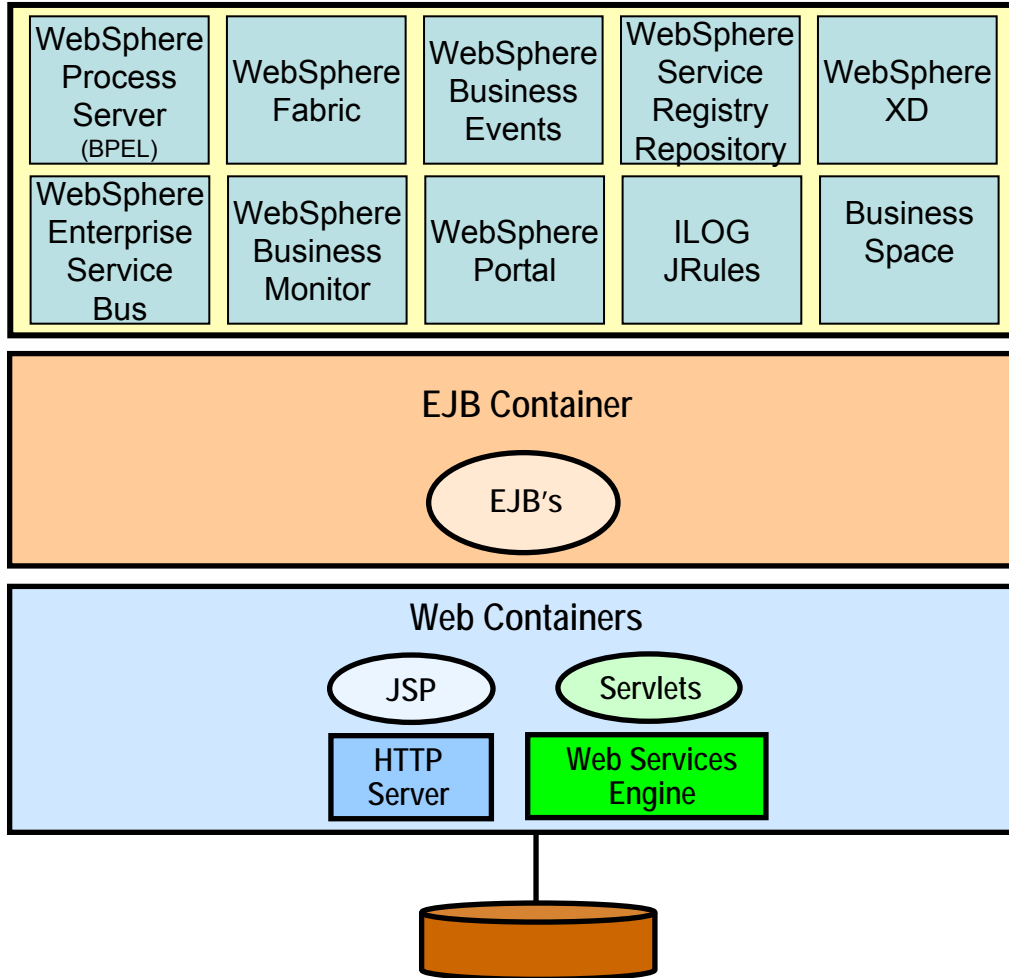 WebSphere
Process
Server
(BPEL)
WebSphere
Fabric
WebSphere
Business
Events
WebSphere
Service
Registry
Repository
WebSphere
XD
WebSphere
Enterprise
Service
Bus
WebSphere
Business
Monitor
WebSphere
Portal
ILOG
JRules
Business
Space
EJB Container
EJB's
Web Containers
JSP
Servlets
HTTP
Server
Web Services
Engine